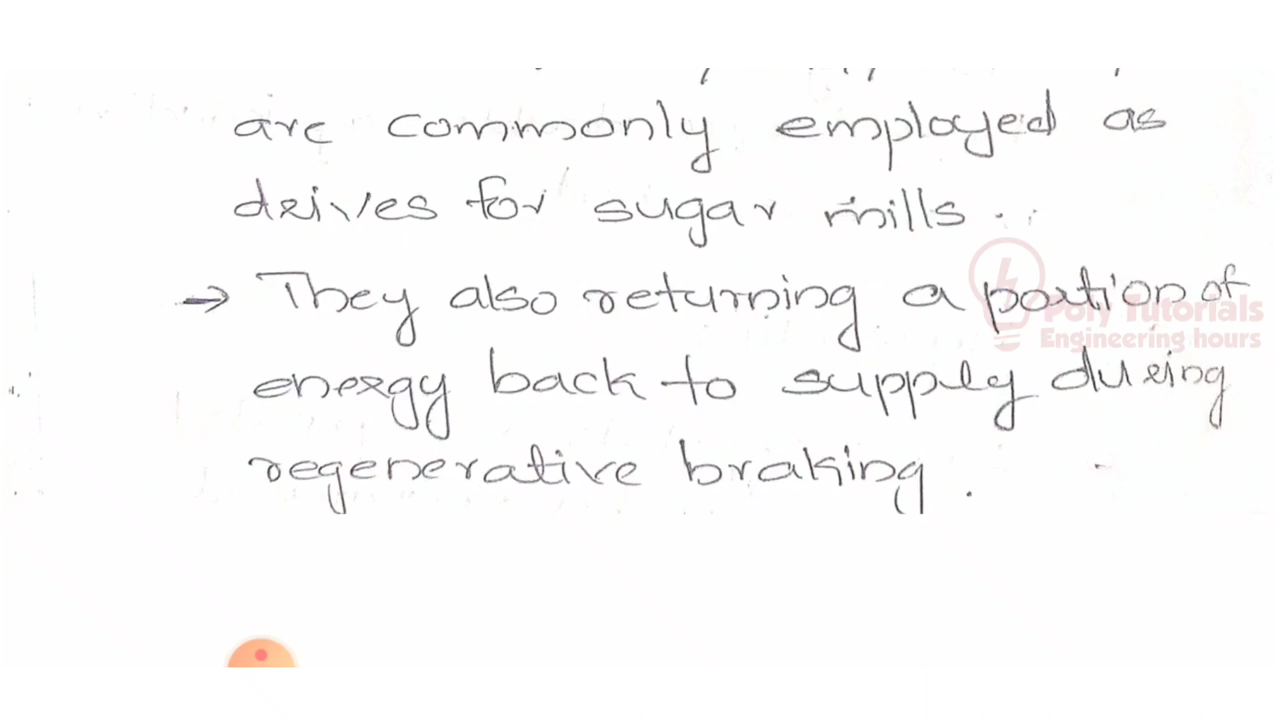 are commonly employed as
drives for sugar mills.
→ They also returning a portion of
energy back to supply during
regenerative braking.
Poly Tutorials
Engineering hours